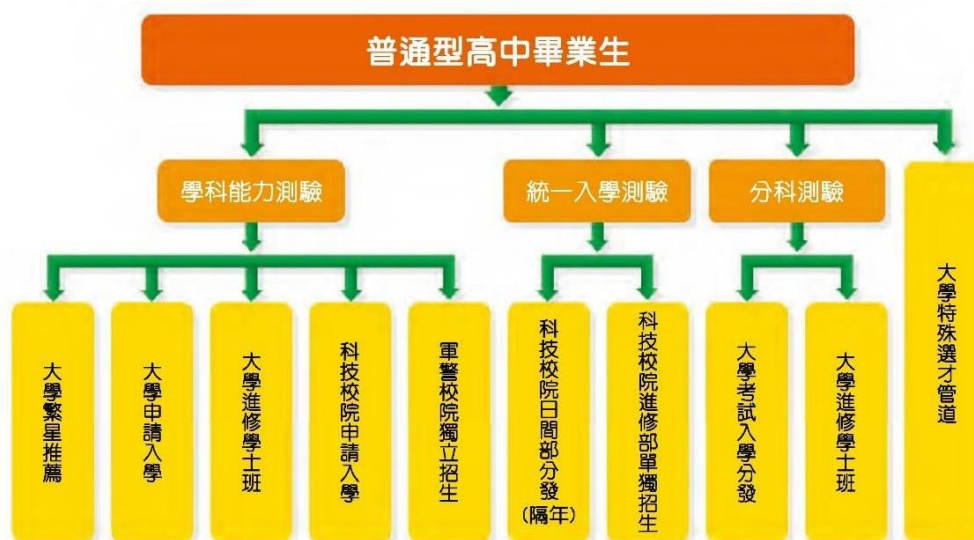 普通型高中畢業生
學科能力測驗
統一入學測驗
分科測驗
大學繁星推薦
大學申請入學
大學進修學士班
科技校院申請入學
軍警校院獨立招生
科技校院日間部分發
(隔年)
科技校院進修部單獨招生
大學考試入學分發
大學進修學士班
大學特殊選才管道